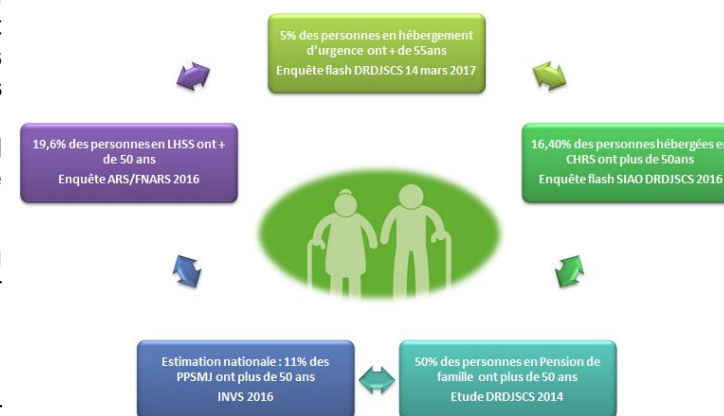 5% des personnes en hébergement
d'urgence ont + de 55ans
Enquête flash DRDJSCS 14 mars 2017
19,6% des personnes en LHSS ont +
de 50 ans
Enquête ARS/FNARS 2016
16,40% des personnes hébergées en
CHRS ont plus de 50ans
Enquête flash SIAO DRDJSCS 2016
Estimation nationale : 11% des
PPSMJ ont plus de 50 ans
INVS 2016
50% des personnes en Pension de
famille ont plus de 50 ans
Etude DRDJSCS 2014